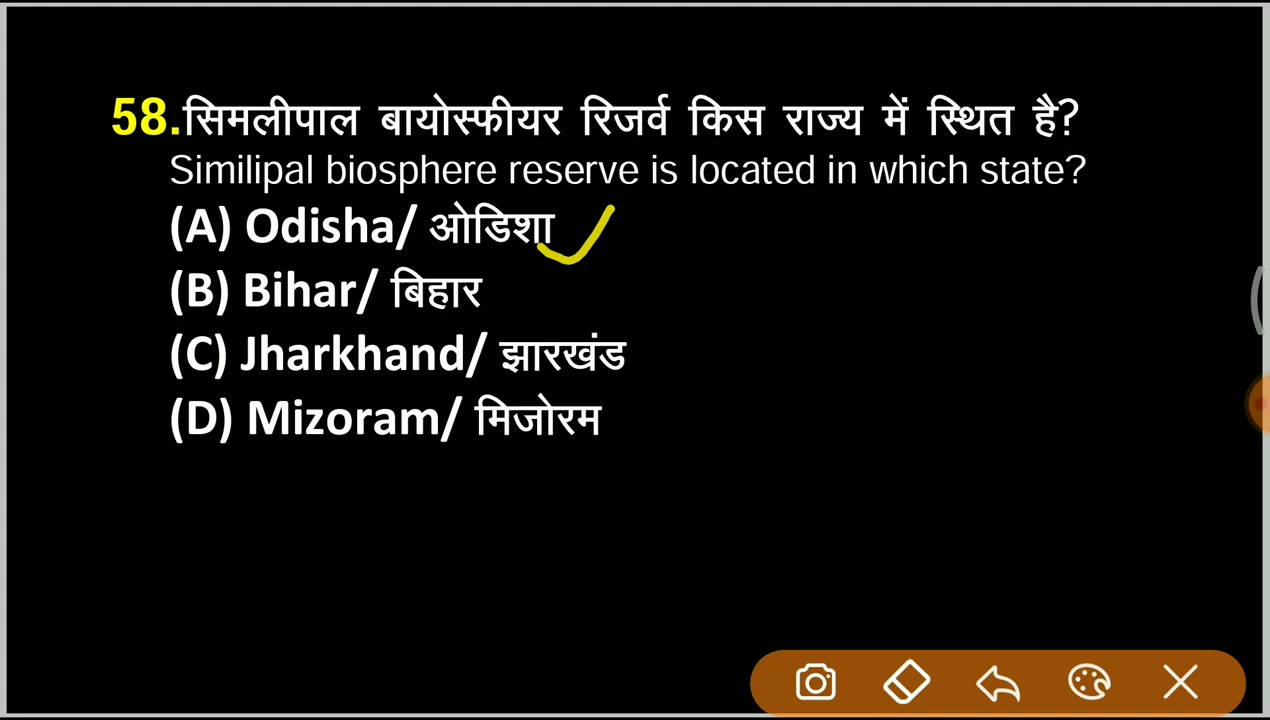 58.सिमलीपाल बायोस्फीयर रिजर्व किस राज्य में स्थित है?
Similipal biosphere reserve is located in which state?
(A) Odisha/ ओडिशा
(B) Bihar/ बिहार
(C) Jharkhand/ झारखंड
(D) Mizoram/ मिजोरम